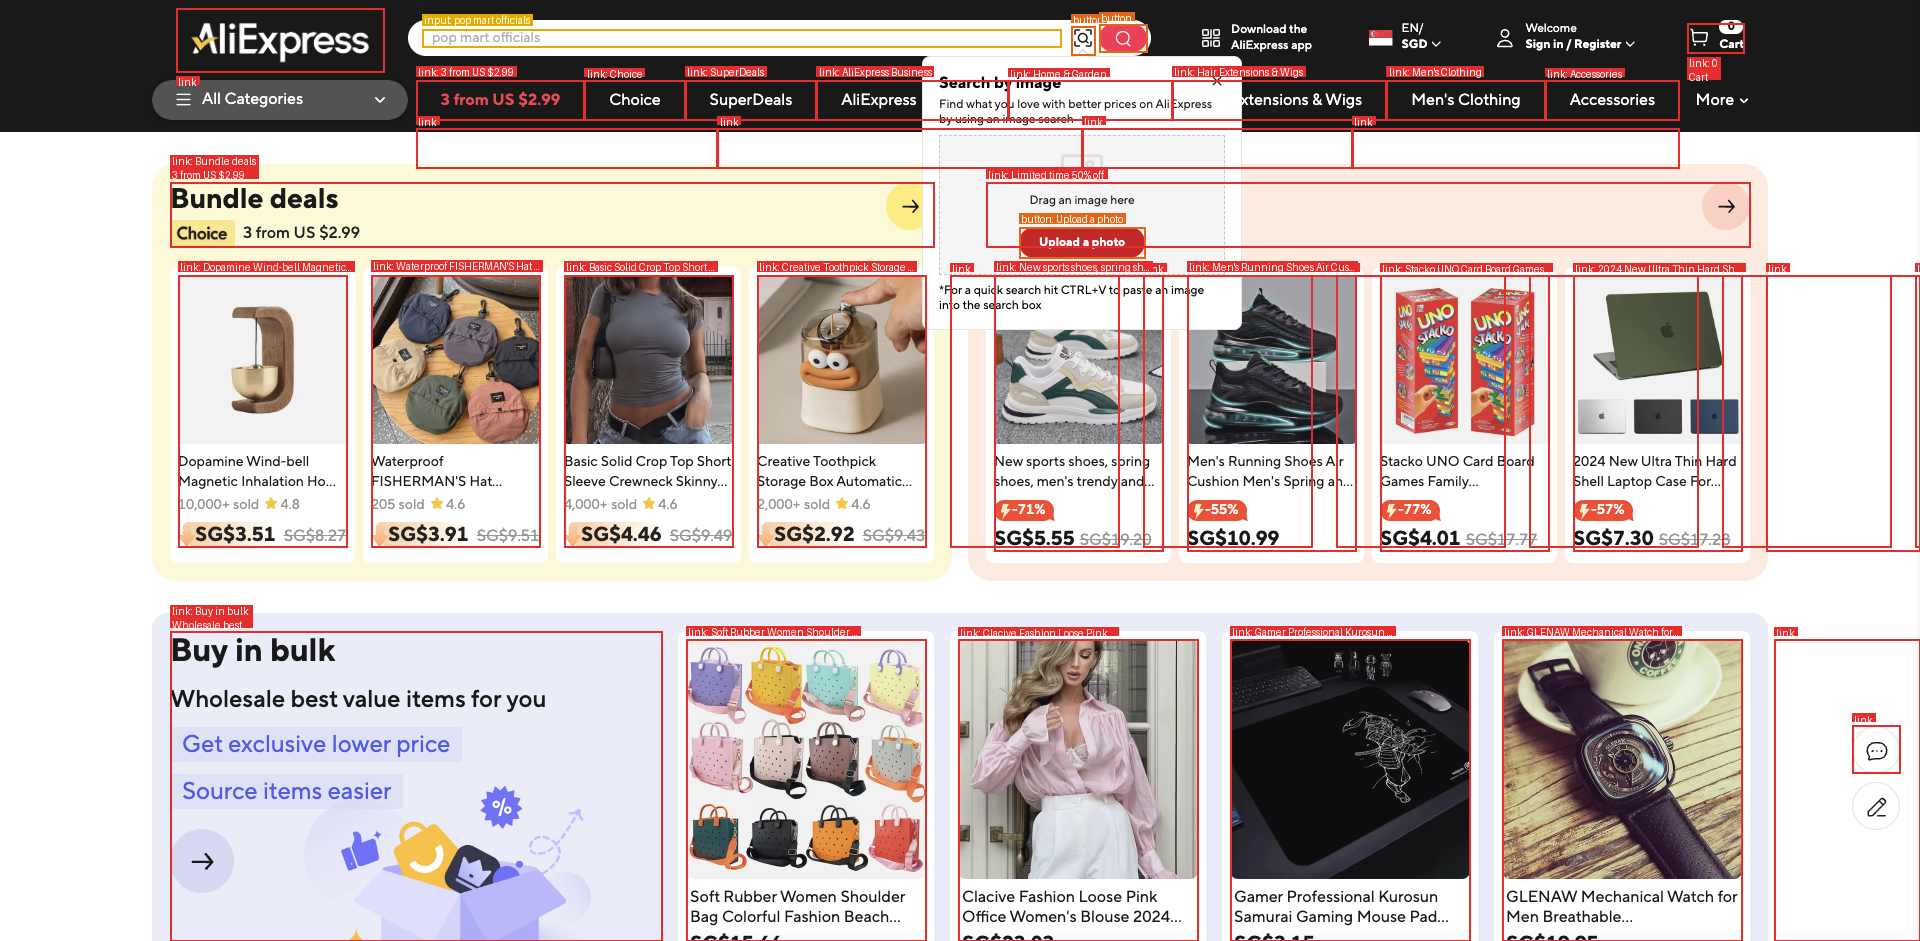 input: pop mart officials
button
button
AliExpress
pop mart officials
Download the
AliExpress app
EN/
SGD
Welcome
Sign in / Register
0
Cart
link
link: 3 from US $2.99
link: Choice
link: SuperDeals
link: AliExpress Business
link: Home & Garden
link: Hair Extensions & Wigs
link: Men's Clothing
link: Accessories
link: 0
Cart
All Categories
3 from US $2.99
Choice
SuperDeals
AliExpress
xtensions & Wigs
Men's Clothing
Accessories
More
Search by image
Find what you love with better prices on AliExpress
by using an image search
link
link
link
link
link: Bundle deals
3 from US $2.99
Bundle deals
Choice
3 from US $2.99
link: Limited time 50% off
Drag an image here
button: Upload a photo
Upload a photo
*For a quick search hit CTRL+V to paste an image
into the search box
link: Dopamine Wind-bell Magnetic...
link: Waterproof FISHERMAN'S Hat...
link: Basic Solid Crop Top Short...
link: Creative Toothpick Storage...
link
link: New sports shoes, spring sh...
link: Men's Running Shoes Air Cus...
link: Stacko UNO Card Board Games...
link: 2024 New Ultra Thin Hard Sh...
link
UNO
STACKO
UNO
STACKO
Dopamine Wind-bell
Magnetic Inhalation Ho...
10,000+ sold 4.8
SG$3.51 SG$8.27
Waterproof
FISHERMAN'S Hat...
205 sold 4.6
SG$3.91 SG$9.51
Basic Solid Crop Top Short
Sleeve Crewneck Skinny...
4,000+ sold 4.6
SG$4.46 SG$9.49
Creative Toothpick
Storage Box Automatic...
2,000+ sold 4.6
SG$2.92 SG$9.43
New sports shoes, spring
shoes, men's trendy and...
-71%
SG$5.55 SG$19.20
Men's Running Shoes Air
Cushion Men's Spring an...
-55%
SG$10.99
Stacko UNO Card Board
Games Family...
-77%
SG$4.01 SG$17.77
2024 New Ultra Thin Hard
Shell Laptop Case For...
-57%
SG$7.30 SG$17.28
link: Buy in bulk
Wholesale best...
Buy in bulk
Wholesale best value items for you
Get exclusive lower price
Source items easier
%
link: Soft Rubber Women Shoulder...
link: Clacive Fashion Loose Pink...
link: Gamer Professional Kurosun...
link: GLENAW Mechanical Watch for...
link
link
Soft Rubber Women Shoulder
Bag Colorful Fashion Beach...
Clacive Fashion Loose Pink
Office Women's Blouse 2024...
Gamer Professional Kurosun
Samurai Gaming Mouse Pad...
GLENAW Mechanical Watch for
Men Breathable...